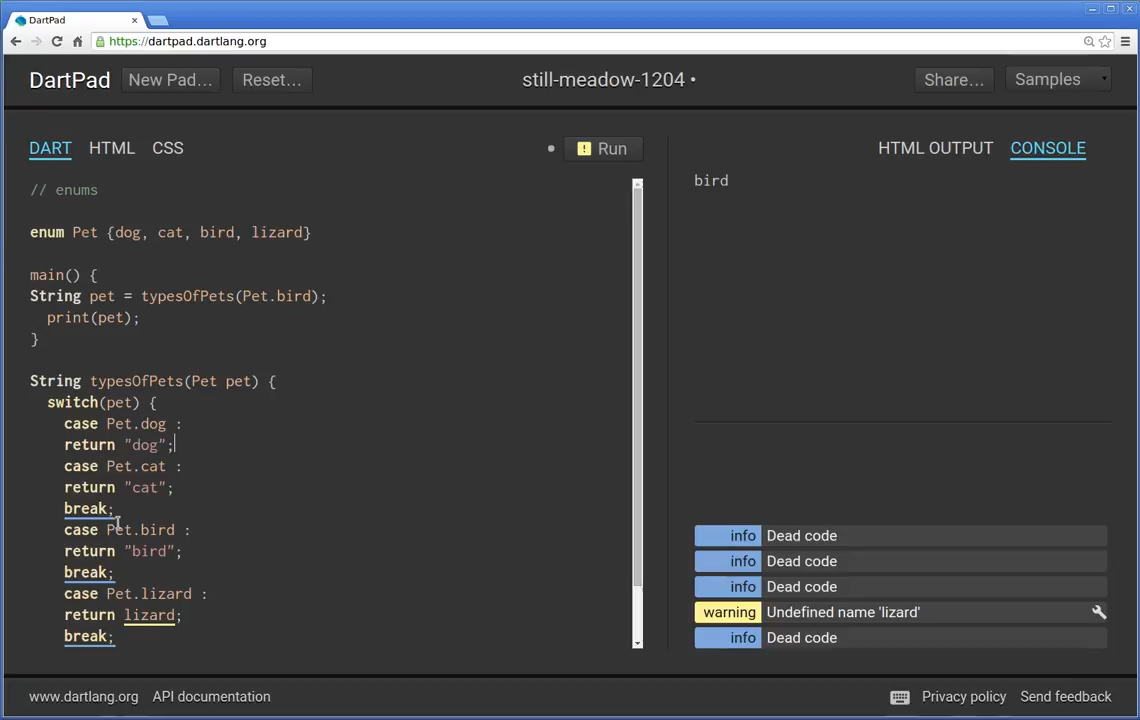 DartPad
https://dartpad.dartlang.org
DartPad New Pad... Reset... still-meadow-1204 • Share... Samples
DART HTML CSS Run
// enums
enum Pet {dog, cat, bird, lizard}
main() {
String pet = typesOfPets(Pet.bird);
print(pet);
}
String typesOfPets(Pet pet) {
switch(pet) {
case Pet.dog :
return "dog";
case Pet.cat :
return "cat";
break;
case Pet.bird :
return "bird";
break;
case Pet.lizard :
return lizard;
break;
HTML OUTPUT CONSOLE
bird
info Dead code
info Dead code
info Dead code
warning Undefined name 'lizard'
info Dead code
www.dartlang.org API documentation Privacy policy Send feedback